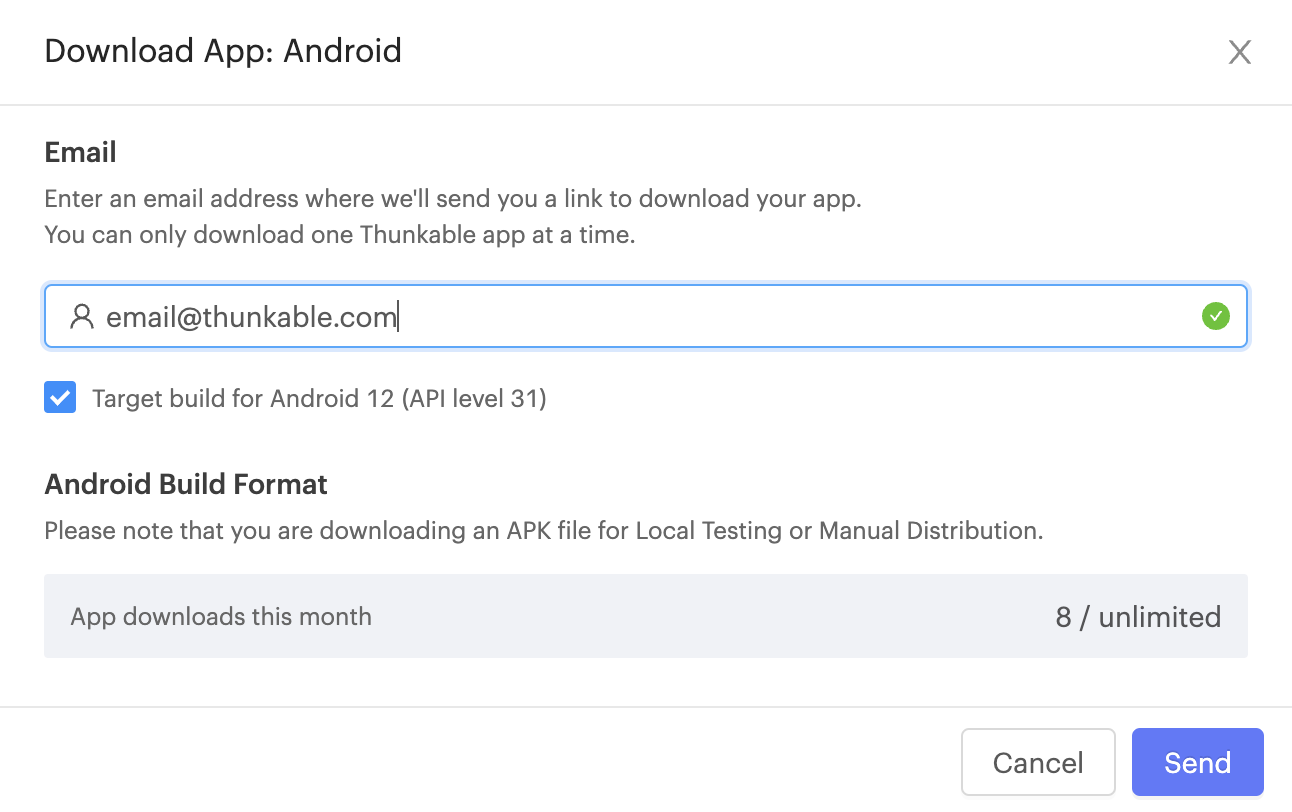 Download App: Android
Email
Enter an email address where we'll send you a link to download your app.
You can only download one Thunkable app at a time.
email@thunkable.com
Target build for Android 12 (API level 31)
Android Build Format
Please note that you are downloading an APK file for Local Testing or Manual Distribution.
App downloads this month 8 / unlimited
Cancel Send